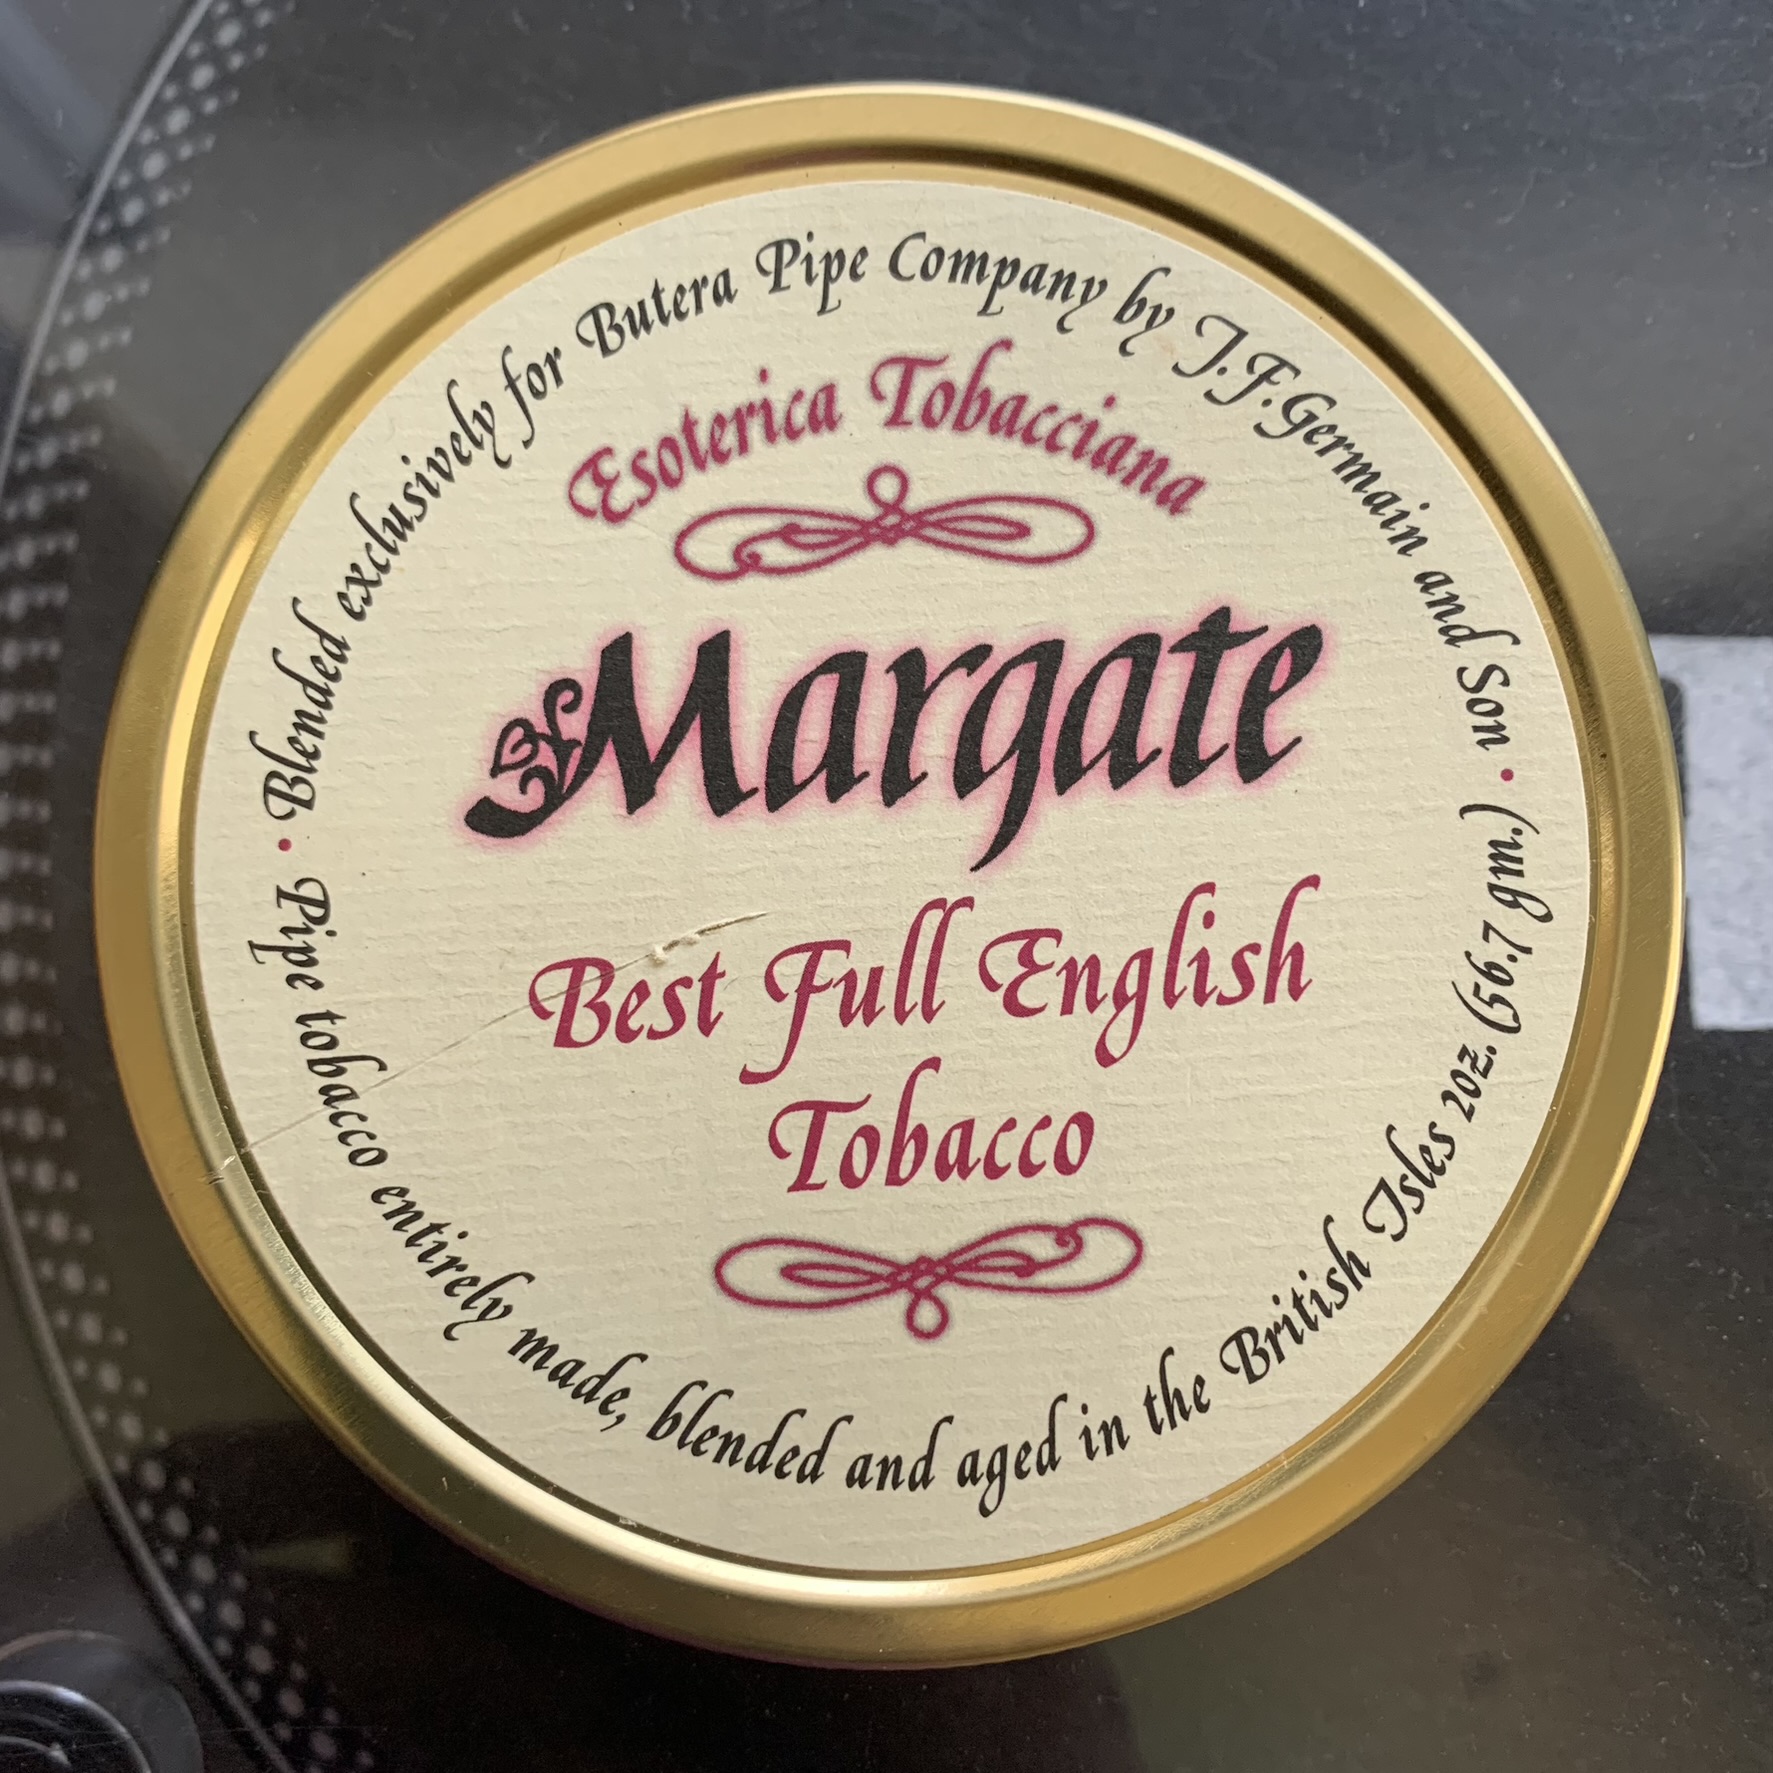 • Blended exclusively for Butera Pipe Company by J.F.Germain and Son •
Esoterica Tobacciana
Margate
Best Full English
Tobacco
Pipe tobacco entirely made, blended and aged in the British Isles 2oz. (56.7 gm.)